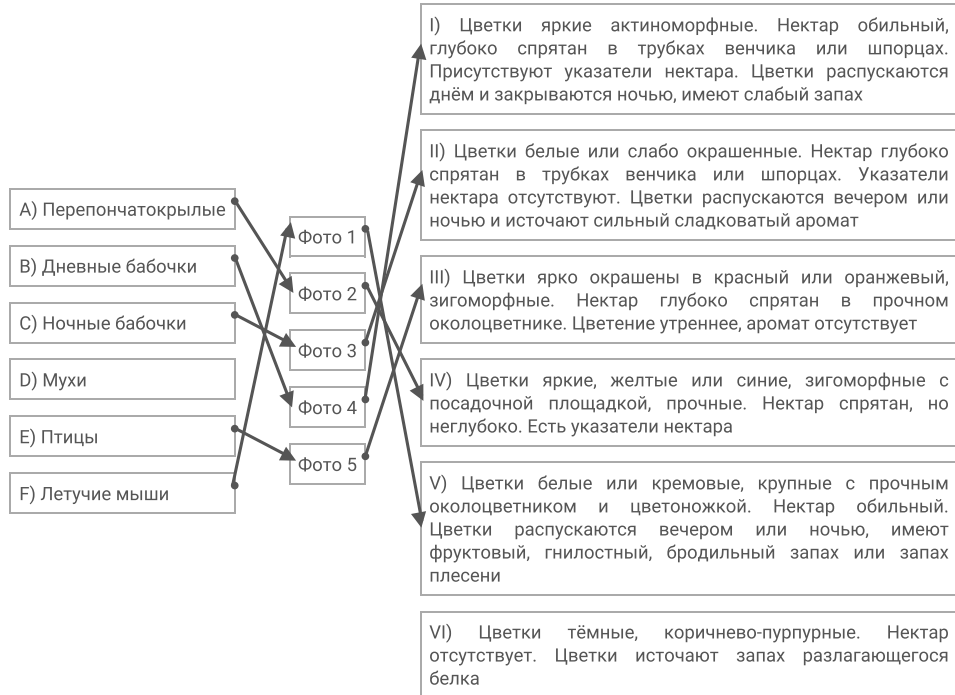 A) Перепончатокрылые
B) Дневные бабочки
C) Ночные бабочки
D) Мухи
E) Птицы
F) Летучие мыши
Фото 1
Фото 2
Фото 3
Фото 4
Фото 5
I) Цветки яркие актиноморфные. Нектар обильный,
глубоко спрятан в трубках венчика или шпорцах.
Присутствуют указатели нектара. Цветки распускаются
днём и закрываются ночью, имеют слабый запах
II) Цветки белые или слабо окрашенные. Нектар глубоко
спрятан в трубках венчика или шпорцах. Указатели
нектара отсутствуют. Цветки распускаются вечером или
ночью и источают сильный сладковатый аромат
III) Цветки ярко окрашены в красный или оранжевый,
зигоморфные. Нектар глубоко спрятан в прочном
околоцветнике. Цветение утреннее, аромат отсутствует
IV) Цветки яркие, желтые или синие, зигоморфные с
посадочной площадкой, прочные. Нектар спрятан, но
неглубоко. Есть указатели нектара
V) Цветки белые или кремовые, крупные с прочным
околоцветником и цветоножкой. Нектар обильный.
Цветки распускаются вечером или ночью, имеют
фруктовый, гнилостный, бродильный запах или запах
плесени
VI) Цветки тёмные, коричнево-пурпурные. Нектар
отсутствует. Цветки источают запах разлагающегося
белка